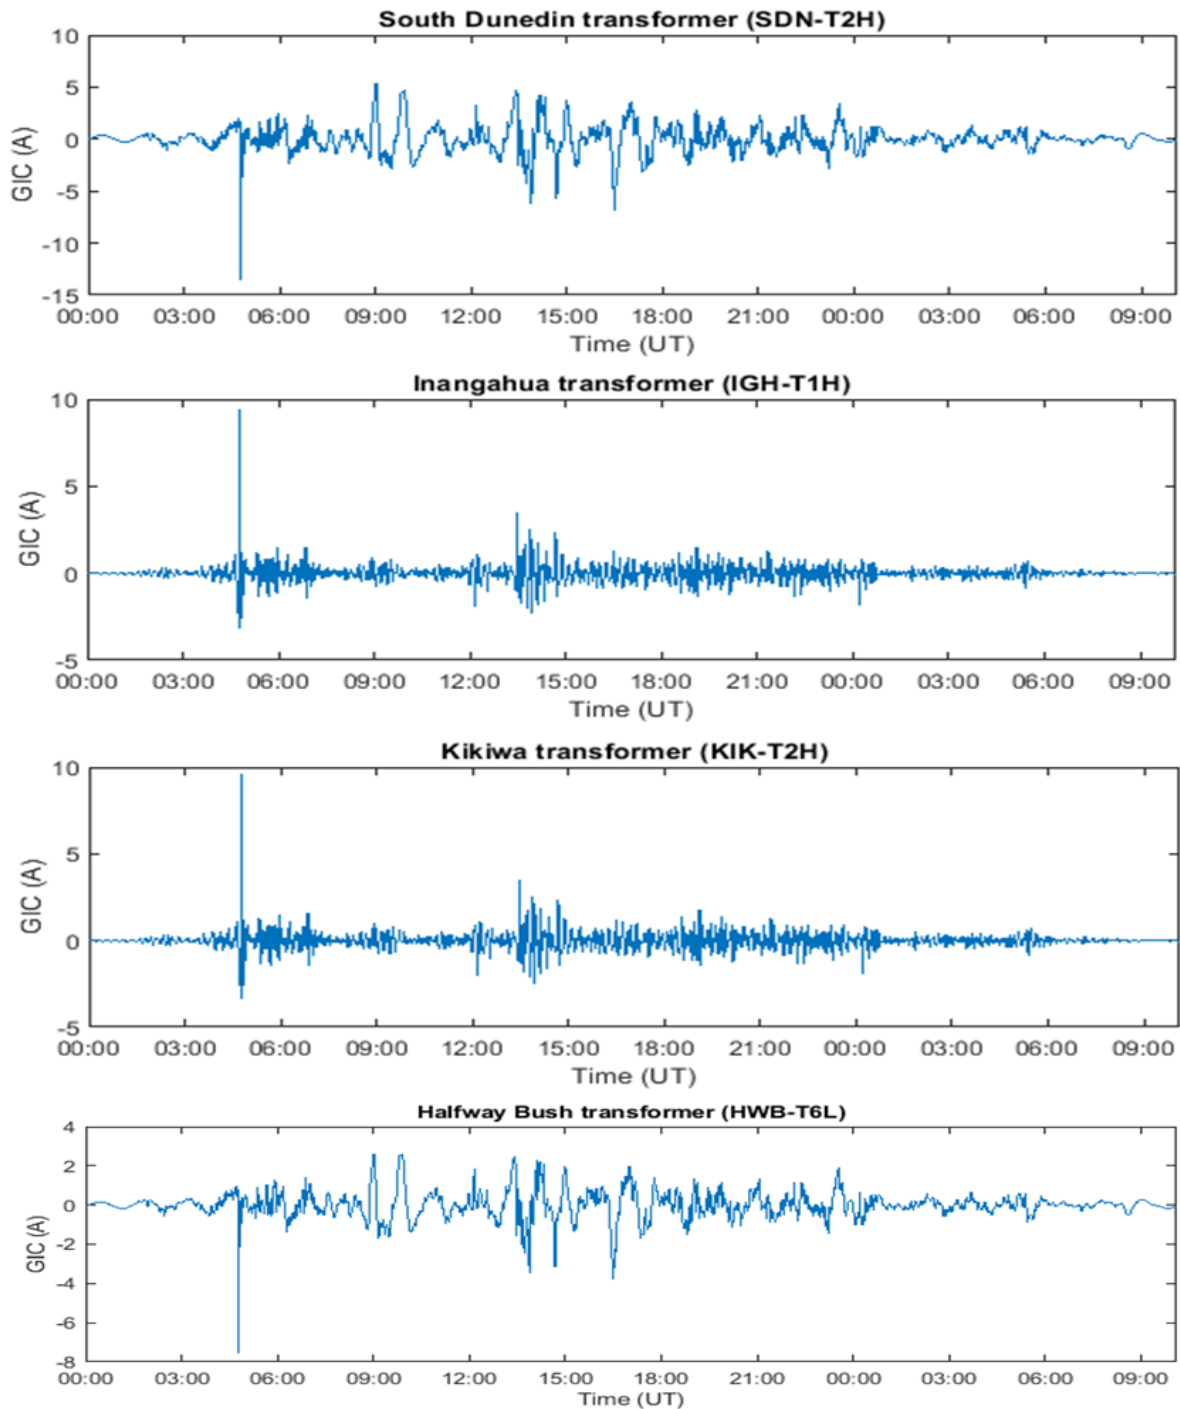 South Dunedin transformer (SDN-T2H)
10
5
0
-5
-10
-15
GIC (A)
00:00 03:00 06:00 09:00 12:00 15:00 18:00 21:00 00:00 03:00 06:00 09:00
Time (UT)
Inangahua transformer (IGH-T1H)
10
5
0
-5
GIC (A)
00:00 03:00 06:00 09:00 12:00 15:00 18:00 21:00 00:00 03:00 06:00 09:00
Time (UT)
Kikiwa transformer (KIK-T2H)
10
5
0
-5
GIC (A)
00:00 03:00 06:00 09:00 12:00 15:00 18:00 21:00 00:00 03:00 06:00 09:00
Time (UT)
Halfway Bush transformer (HWB-T6L)
4
2
0
-2
-4
-6
-8
GIC (A)
00:00 03:00 06:00 09:00 12:00 15:00 18:00 21:00 00:00 03:00 06:00 09:00
Time (UT)